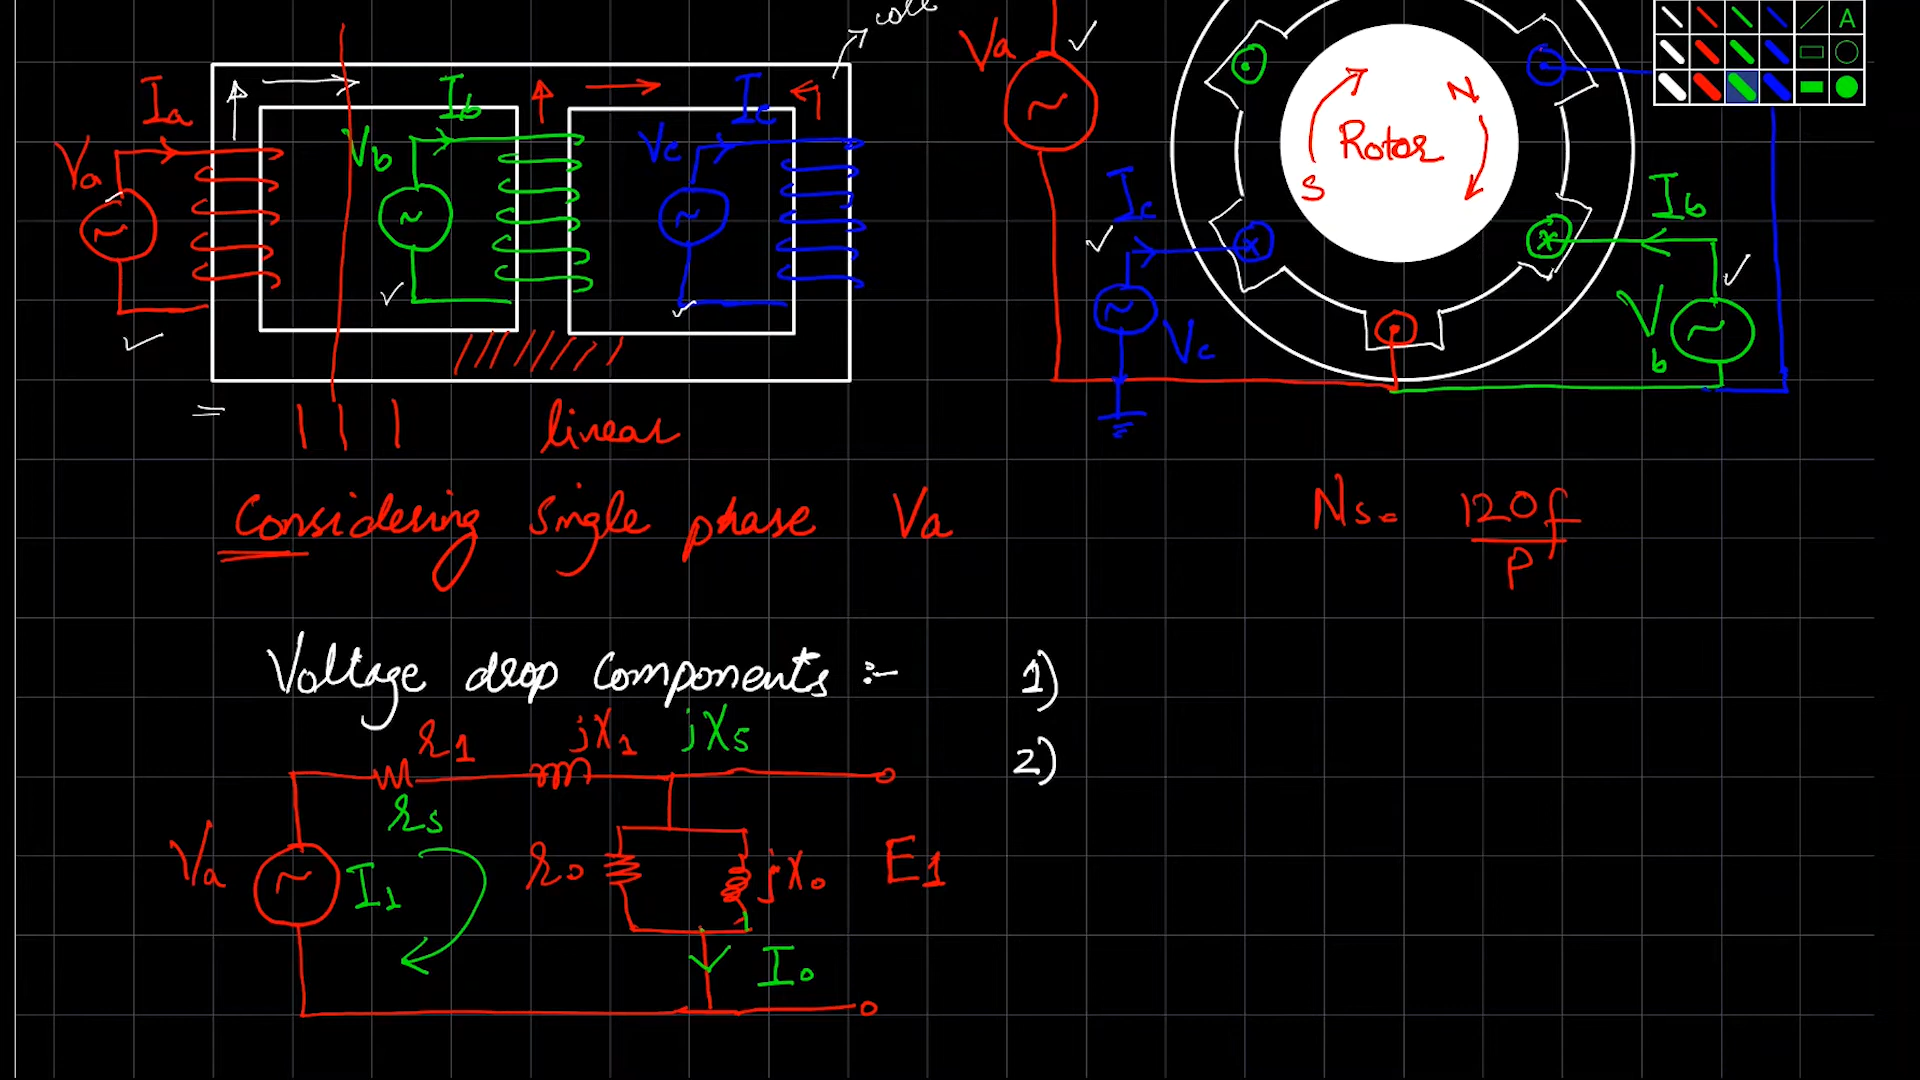 core
Va
Ia
Ib
Ic
Va
Vb
Vc
N
Rotor
S
Ic
Ib
Vc
Vb
A
linear
Considering Single phase Va
Ns = 120f
P
Voltage drop components :- 1)
r1 jX1 jXs
2)
rs
Va I1 r0 jX0 E1
I0